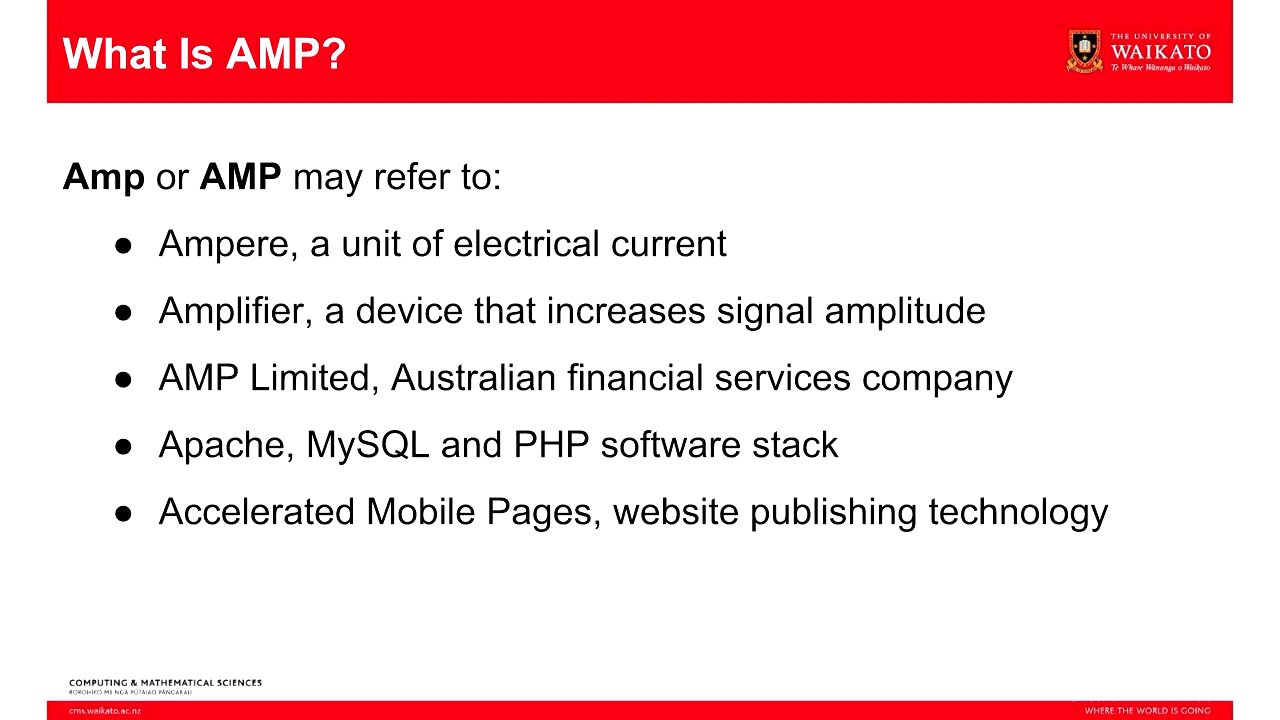 What Is AMP?
THE UNIVERSITY OF
WAIKATO
Te Whare Wānanga o Waikato
Amp or AMP may refer to:
● Ampere, a unit of electrical current
● Amplifier, a device that increases signal amplitude
● AMP Limited, Australian financial services company
● Apache, MySQL and PHP software stack
● Accelerated Mobile Pages, website publishing technology
COMPUTING & MATHEMATICAL SCIENCES
ROROHIKO ME NGĀ PŪTAIAO PĀNGARAU
cms.waikato.ac.nz
WHERE THE WORLD IS GOING